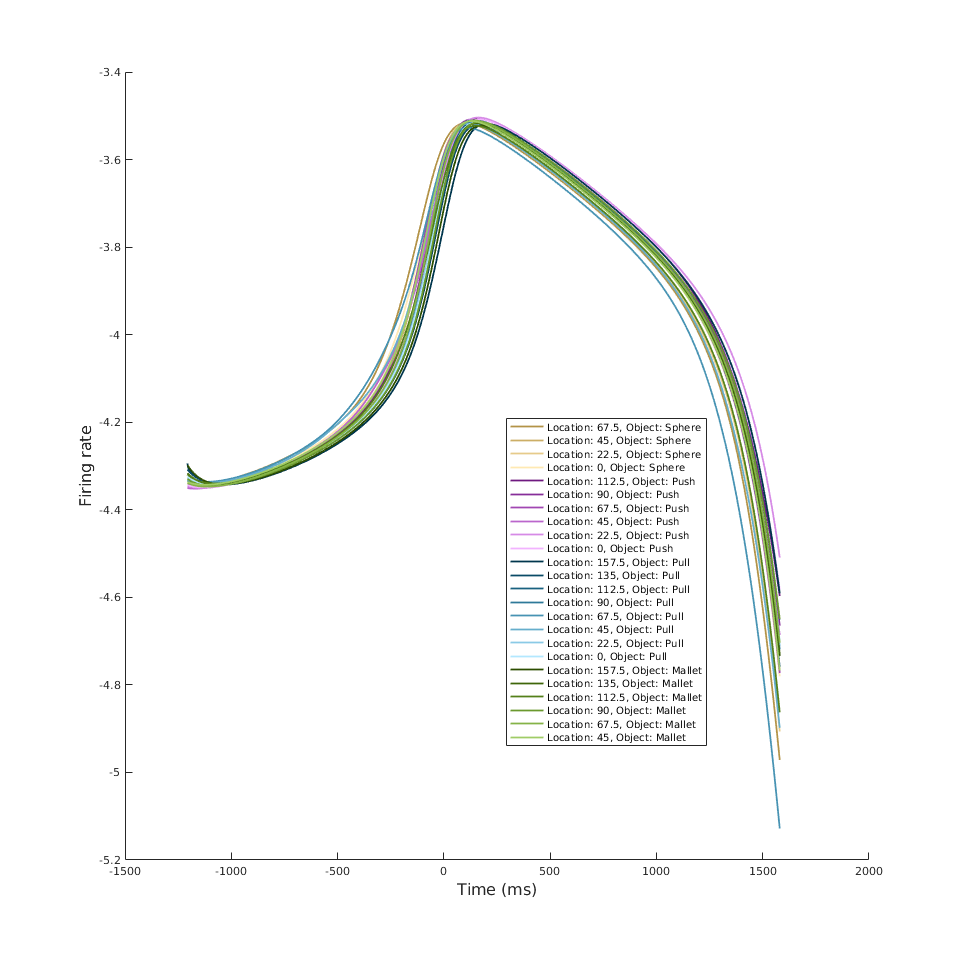 -3.4
-3.6
-3.8
-4
-4.2
-4.4
-4.6
-4.8
-5
-5.2
Firing rate
-1500 -1000 -500 0 500 1000 1500 2000
Time (ms)
Location: 67.5, Object: Sphere
Location: 45, Object: Sphere
Location: 22.5, Object: Sphere
Location: 0, Object: Sphere
Location: 112.5, Object: Push
Location: 90, Object: Push
Location: 67.5, Object: Push
Location: 45, Object: Push
Location: 22.5, Object: Push
Location: 0, Object: Push
Location: 157.5, Object: Pull
Location: 135, Object: Pull
Location: 112.5, Object: Pull
Location: 90, Object: Pull
Location: 67.5, Object: Pull
Location: 45, Object: Pull
Location: 22.5, Object: Pull
Location: 0, Object: Pull
Location: 157.5, Object: Mallet
Location: 135, Object: Mallet
Location: 112.5, Object: Mallet
Location: 90, Object: Mallet
Location: 67.5, Object: Mallet
Location: 45, Object: Mallet